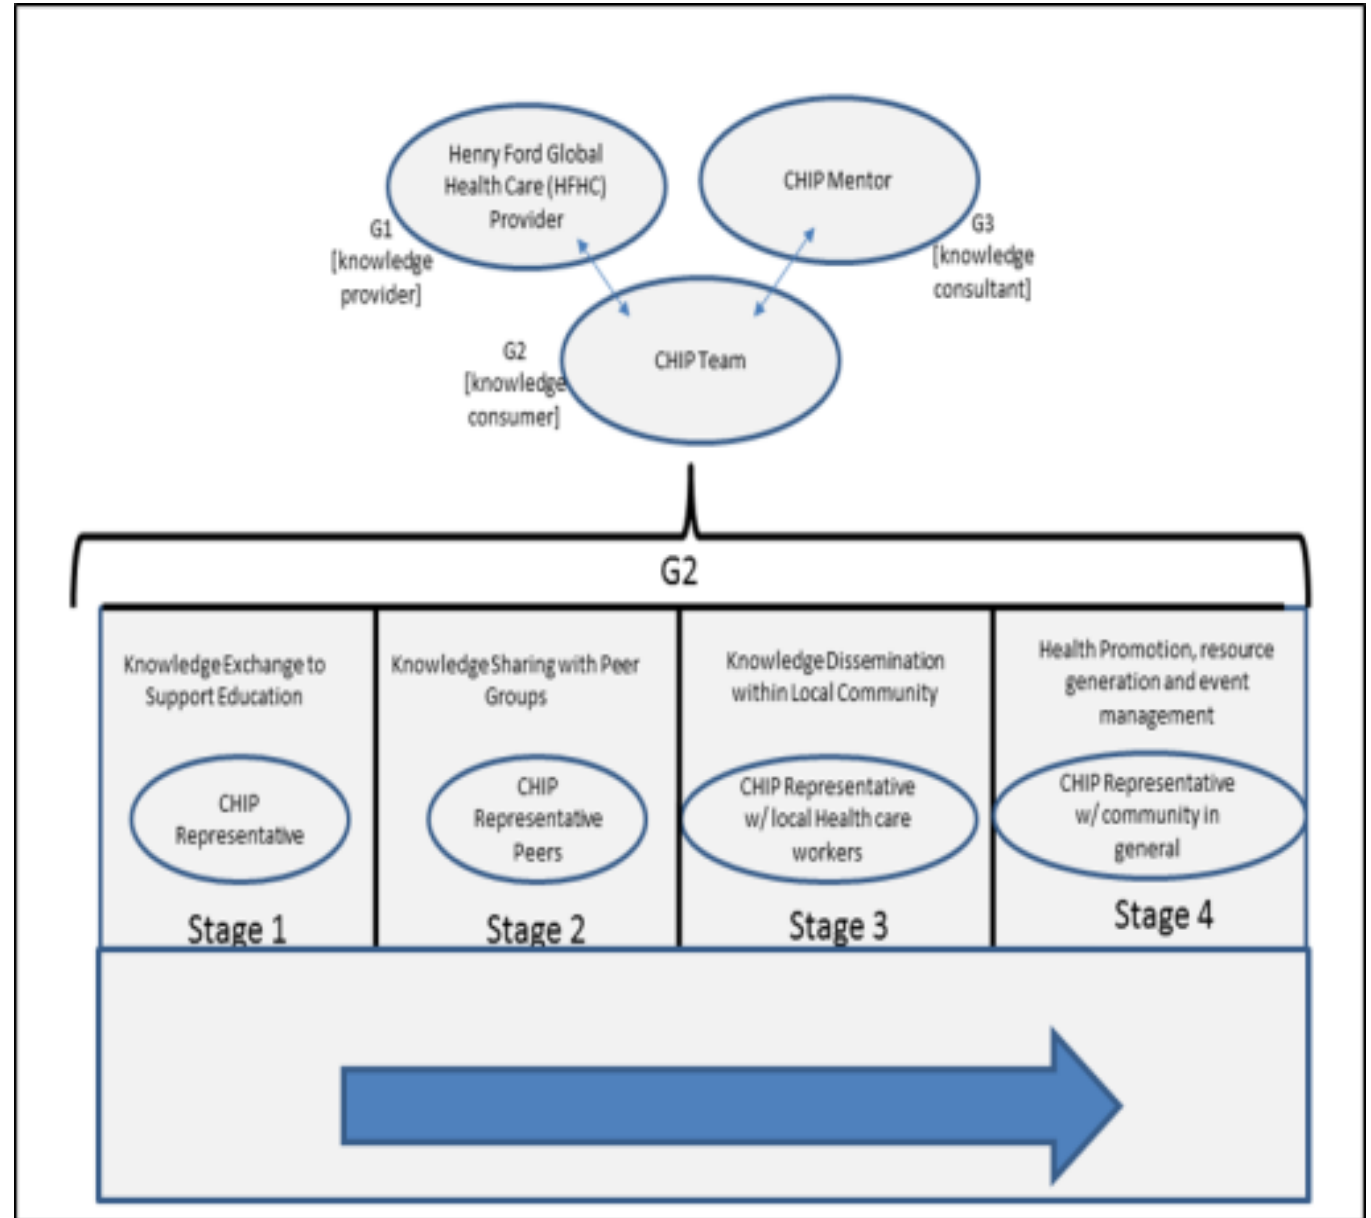 Henry Ford Global
Health Care (HFHC)
Provider
CHIP Mentor
G1
[knowledge
provider]
G3
[knowledge
consultant]
G2
[knowledge
consumer]
CHIP Team
G2
Knowledge Exchange to
Support Education
Knowledge Sharing with Peer
Groups
Knowledge Dissemination
within Local Community
Health Promotion, resource
generation and event
management
CHIP
Representative
CHIP
Representative
Peers
CHIP Representative
w/ local Health care
workers
CHIP Representative
w/ community in
general
Stage 1
Stage 2
Stage 3
Stage 4